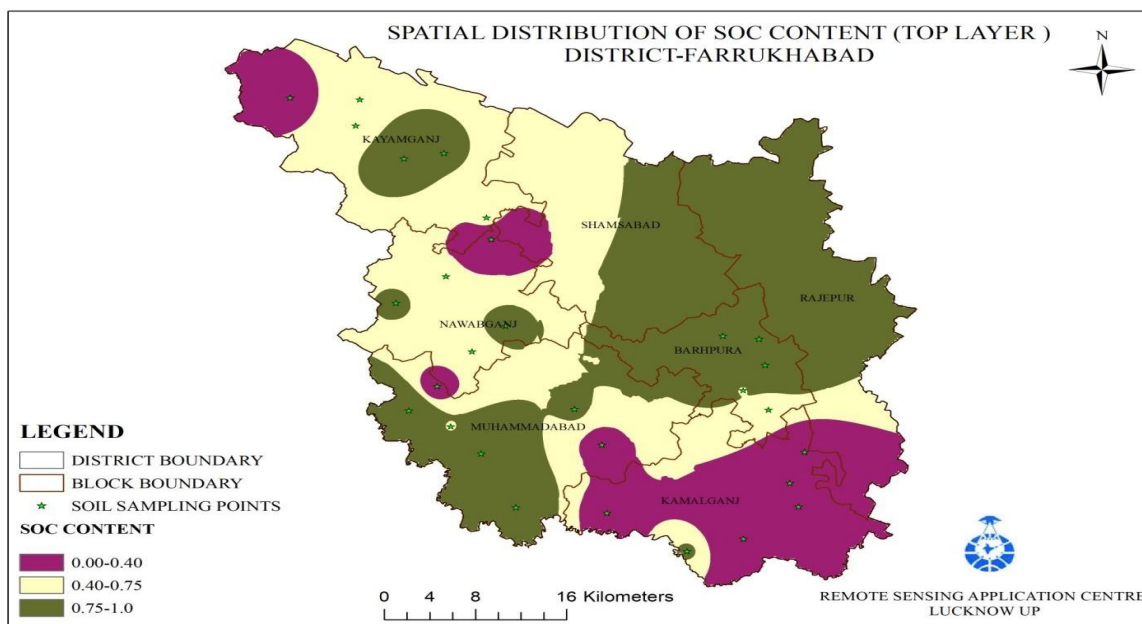 SPATIAL DISTRIBUTION OF SOC CONTENT (TOP LAYER )
DISTRICT-FARRUKHABAD
N
KAYAMGANJ
SHAMSABAD
RAJEPUR
NAWABGANJ
BARHPURA
MUHAMMADABAD
KAMALGANJ
LEGEND
DISTRICT BOUNDARY
BLOCK BOUNDARY
SOIL SAMPLING POINTS
SOC CONTENT
0.00-0.40
0.40-0.75
0.75-1.0
0 4 8 16 Kilometers
REMOTE SENSING APPLICATION CENTRE
LUCKNOW UP